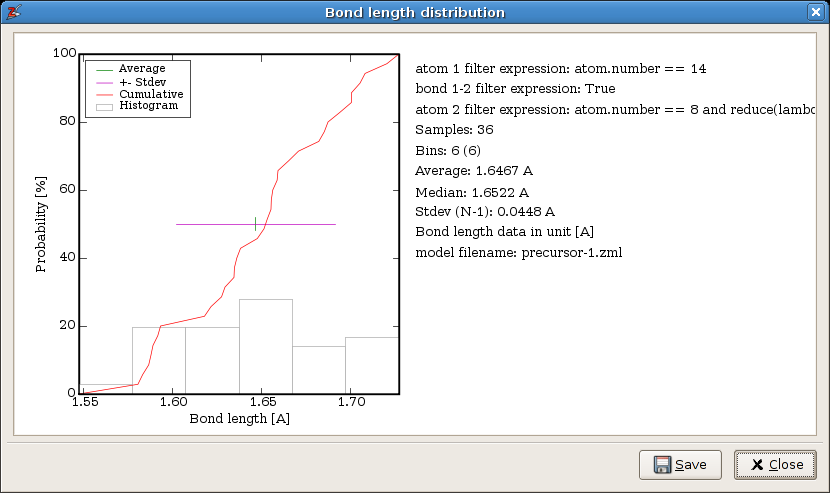 Bond length distribution
100
80
60
40
20
0
Probability [%]
Average
+- Stdev
Cumulative
Histogram
1.55 1.60 1.65 1.70
Bond length [A]
atom 1 filter expression: atom.number == 14
bond 1-2 filter expression: True
atom 2 filter expression: atom.number == 8 and reduce(lambd
Samples: 36
Bins: 6 (6)
Average: 1.6467 A
Median: 1.6522 A
Stdev (N-1): 0.0448 A
Bond length data in unit [A]
model filename: precursor-1.zml
Save
Close